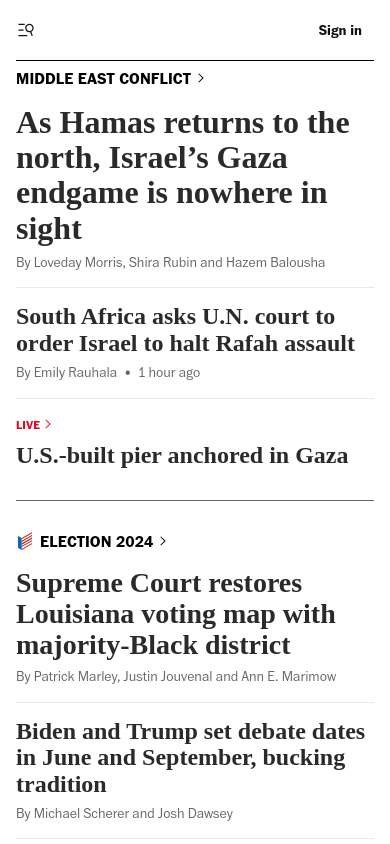 Sign in
MIDDLE EAST CONFLICT
As Hamas returns to the
north, Israel’s Gaza
endgame is nowhere in
sight
By Loveday Morris, Shira Rubin and Hazem Balousha
South Africa asks U.N. court to
order Israel to halt Rafah assault
By Emily Rauhala • 1 hour ago
LIVE
U.S.-built pier anchored in Gaza
ELECTION 2024
Supreme Court restores
Louisiana voting map with
majority-Black district
By Patrick Marley, Justin Jouvenal and Ann E. Marimow
Biden and Trump set debate dates
in June and September, bucking
tradition
By Michael Scherer and Josh Dawsey